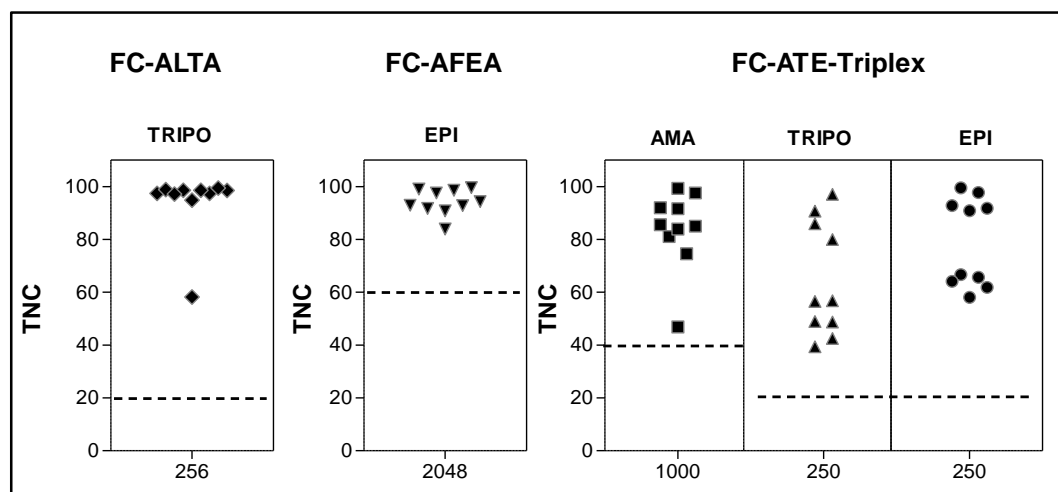 FC-ALTA FC-AFEA FC-ATE-Triplex
TRIPO EPI AMA TRIPO EPI
100 100 100
80 80 80
60 60 60
40 40 40
20 20 20
0 0 0
TNC TNC TNC
256 2048 1000 250 250